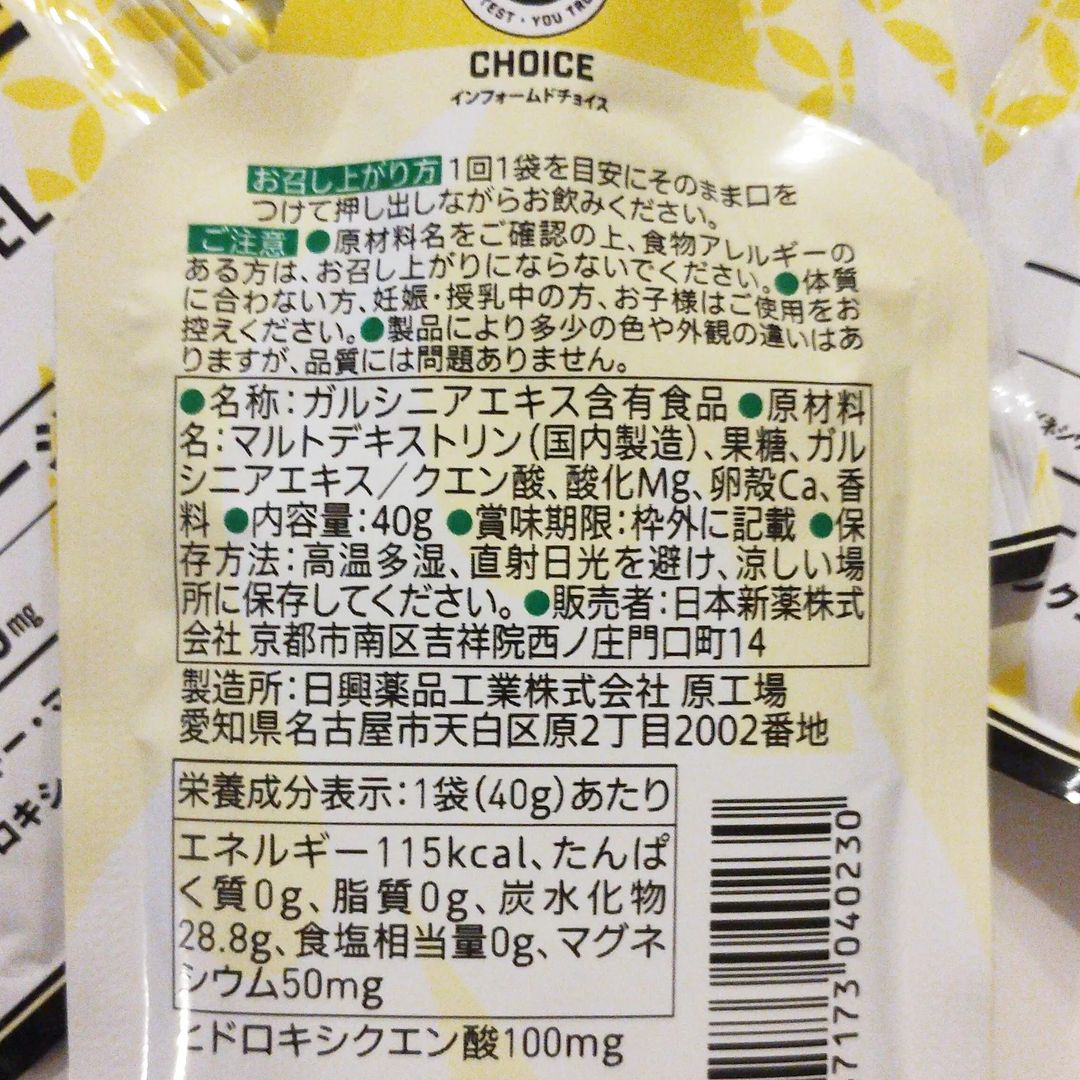 TEST・YOU TRU
CHOICE
インフォームドチョイス
お召し上がり方 1回1袋を目安にそのまま口を
つけて押し出しながらお飲みください。
ご注意 ●原材料名をご確認の上、食物アレルギーの
ある方は、お召し上がりにならないでください。●体質
に合わない方、妊娠・授乳中の方、お子様はご使用をお
控えください。●製品により多少の色や外観の違いはあ
りますが、品質には問題ありません。
●名称：ガルシニアエキス含有食品 ●原材料
名：マルトデキストリン（国内製造）、果糖、ガル
シニアエキス／クエン酸、酸化Mg、卵殻Ca、香
料 ●内容量：40g ●賞味期限：枠外に記載 ●保
存方法：高温多湿、直射日光を避け、涼しい場
所に保存してください。●販売者：日本新薬株式
会社 京都市南区吉祥院西ノ庄門口町14
製造所：日興薬品工業株式会社 原工場
愛知県名古屋市天白区原2丁目2002番地
栄養成分表示：1袋（40g）あたり
エネルギー115kcal、たんぱ
く質0g、脂質0g、炭水化物
28.8g、食塩相当量0g、マグネ
シウム50mg
ヒドロキシクエン酸100mg
7173 040230
EL
mg
ロキシ